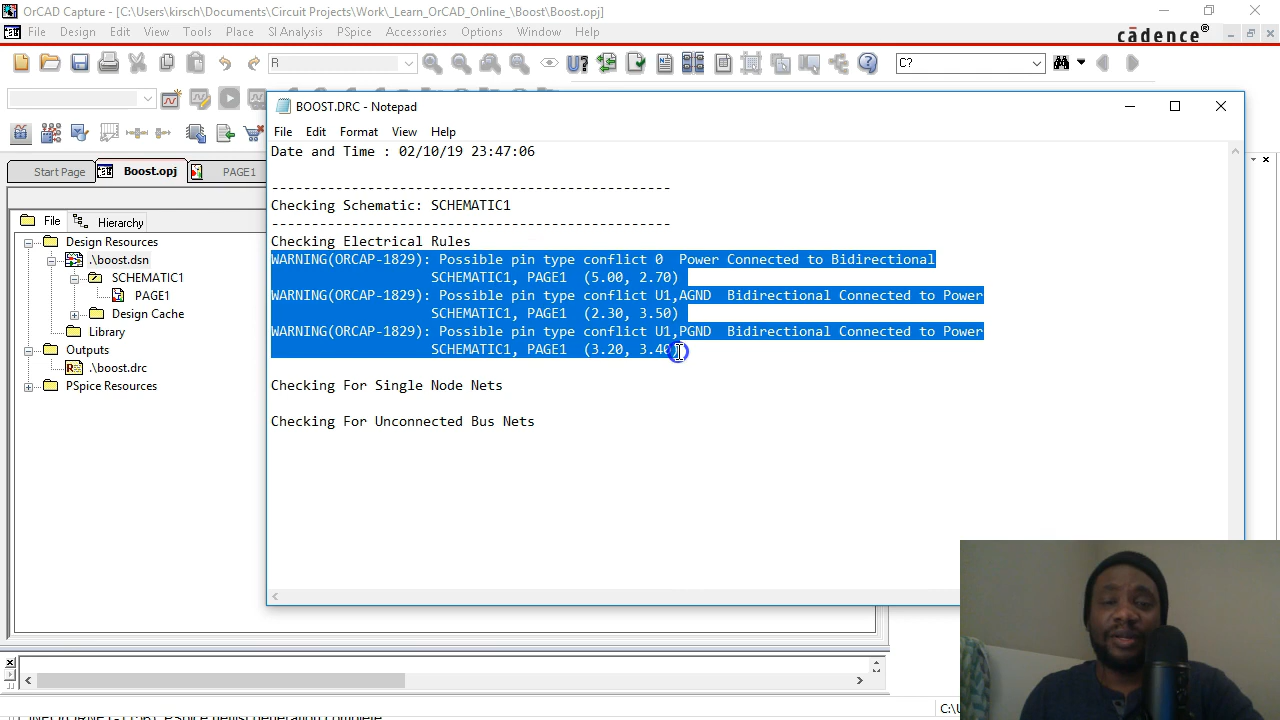 OrCAD Capture - [C:\Users\kirsch\Documents\Circuit Projects\Work\_Learn_OrCAD_Online_\Boost\Boost.opj]
File Design Edit View Tools Place SI Analysis PSpice Accessories Options Window Help
cādence®
R
U?
C?
BOOST.DRC - Notepad
File Edit Format View Help
Date and Time : 02/10/19 23:47:06
Start Page Boost.opj PAGE1
--------------------------------------------------
Checking Schematic: SCHEMATIC1
--------------------------------------------------
File Hierarchy
Checking Electrical Rules
Design Resources
WARNING(ORCAP-1829): Possible pin type conflict 0 Power Connected to Bidirectional
.\boost.dsn
SCHEMATIC1, PAGE1 (5.00, 2.70)
SCHEMATIC1
WARNING(ORCAP-1829): Possible pin type conflict U1,AGND Bidirectional Connected to Power
PAGE1
SCHEMATIC1, PAGE1 (2.30, 3.50)
Design Cache
WARNING(ORCAP-1829): Possible pin type conflict U1,PGND Bidirectional Connected to Power
Library
SCHEMATIC1, PAGE1 (3.20, 3.40)
Outputs
.\boost.drc
PSpice Resources
Checking For Single Node Nets
Checking For Unconnected Bus Nets
C:\U